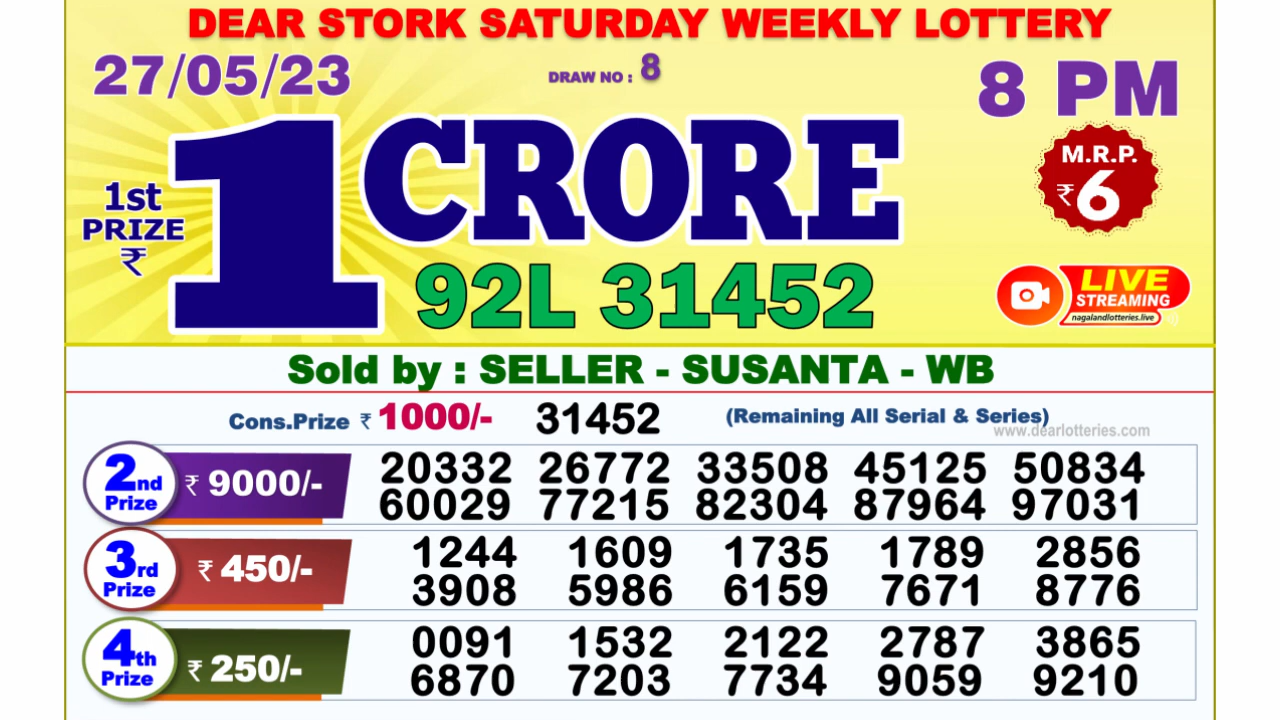 DEAR STORK SATURDAY WEEKLY LOTTERY
27/05/23
DRAW NO : 8
8 PM
1st
PRIZE
₹
1 CRORE
M.R.P.
₹6
92L 31452
LIVE
STREAMING
nagalandlotteries.live
Sold by : SELLER - SUSANTA - WB
Cons.Prize ₹ 1000/- 31452 (Remaining All Serial & Series)
www.dearlotteries.com
2nd Prize ₹ 9000/-
20332 26772 33508 45125 50834
60029 77215 82304 87964 97031
3rd Prize ₹ 450/-
1244 1609 1735 1789 2856
3908 5986 6159 7671 8776
4th Prize ₹ 250/-
0091 1532 2122 2787 3865
6870 7203 7734 9059 9210